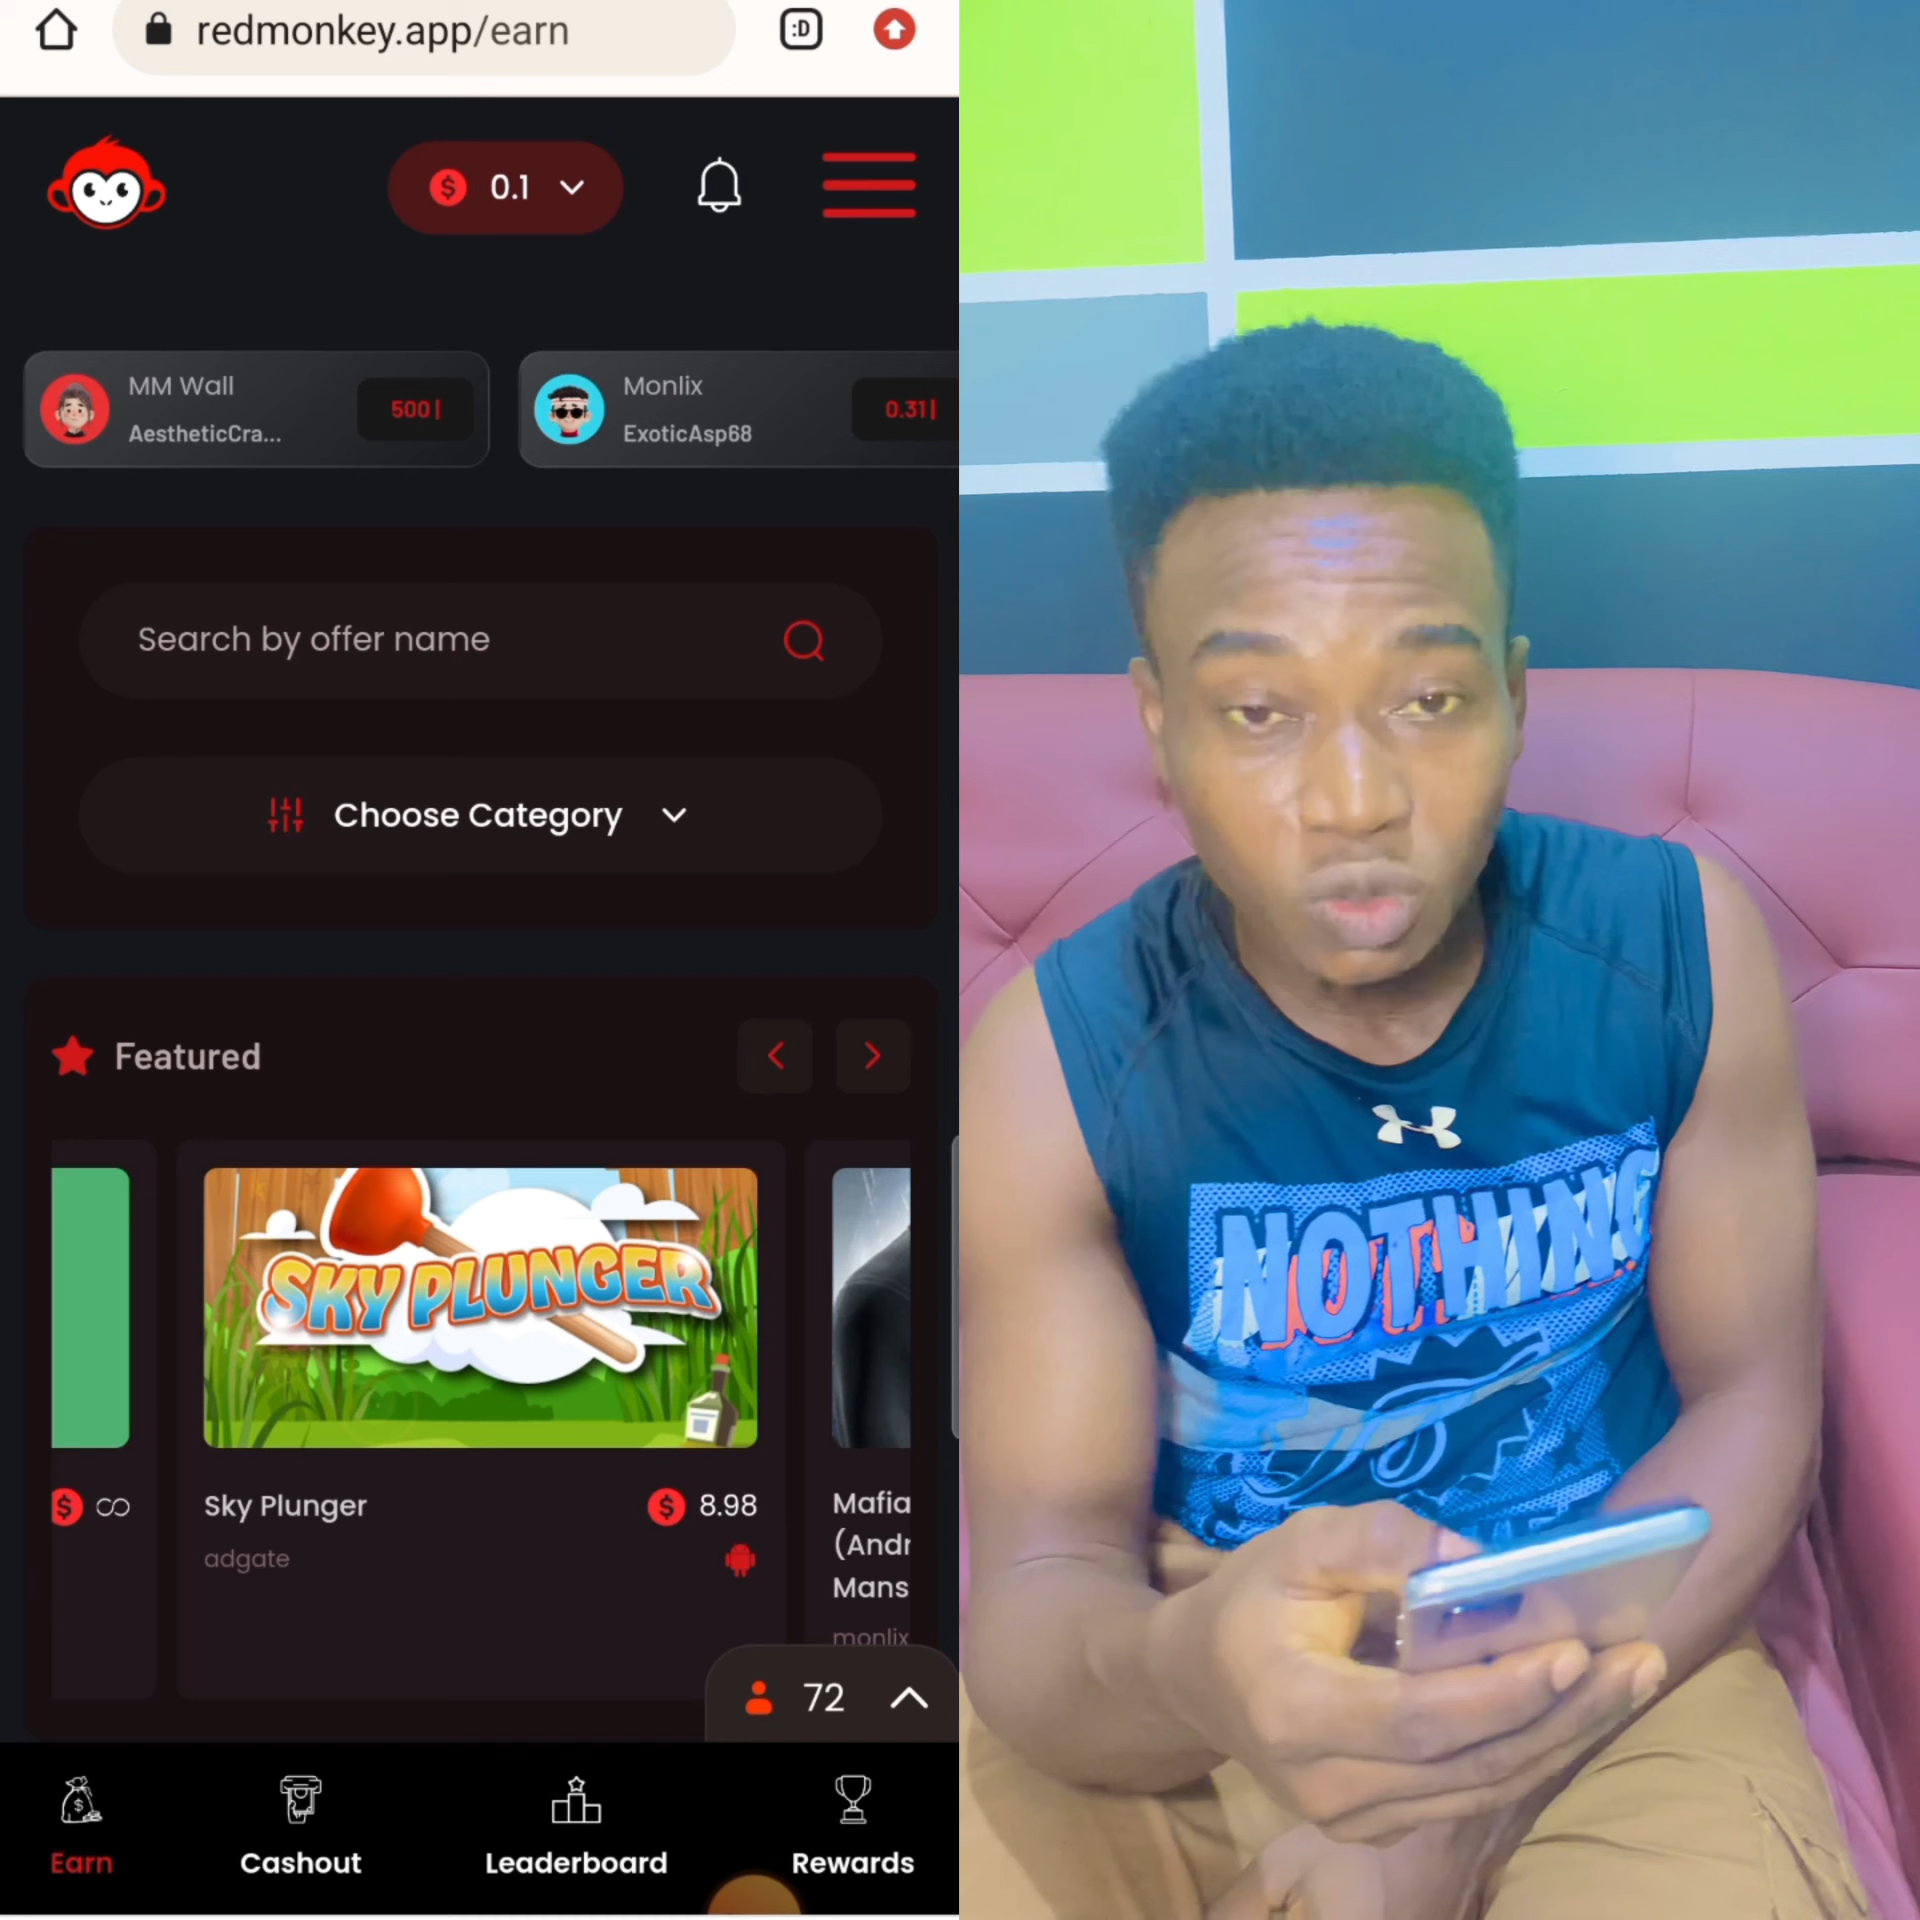 redmonkey.app/earn
:D
$ 0.1
MM Wall
AestheticCra...
500
Monlix
ExoticAsp68
0.31
Search by offer name
Choose Category
Featured
SKY PLUNGER
$ ∞
Sky Plunger
$ 8.98
adgate
Mafia
(Andr
Mans
monlix
72
Earn
Cashout
Leaderboard
Rewards
NOTHING